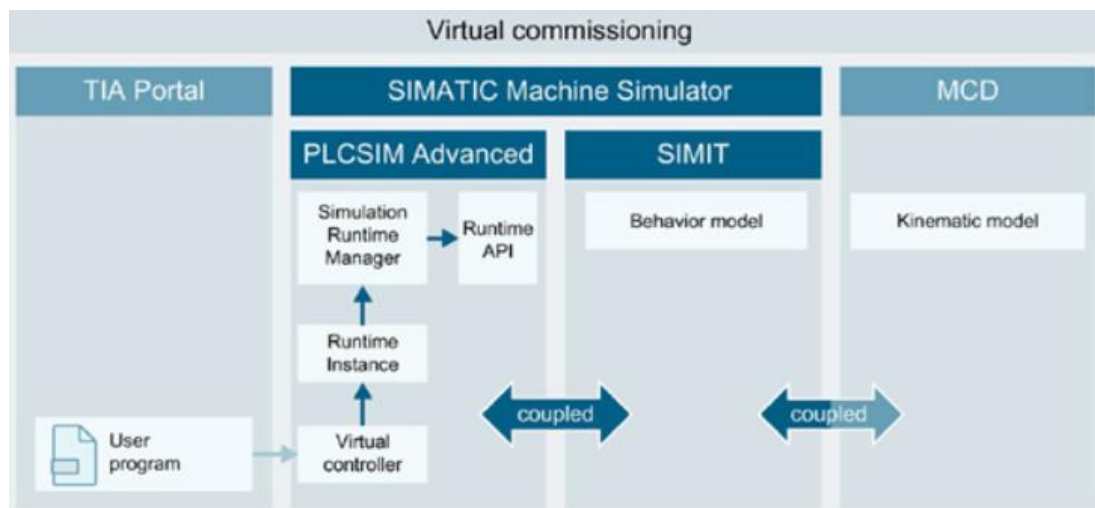 Virtual commissioning
TIA Portal
SIMATIC Machine Simulator
MCD
PLCSIM Advanced
SIMIT
Simulation
Runtime
Manager
Runtime
API
Behavior model
Kinematic model
Runtime
Instance
coupled
coupled
User
program
Virtual
controller